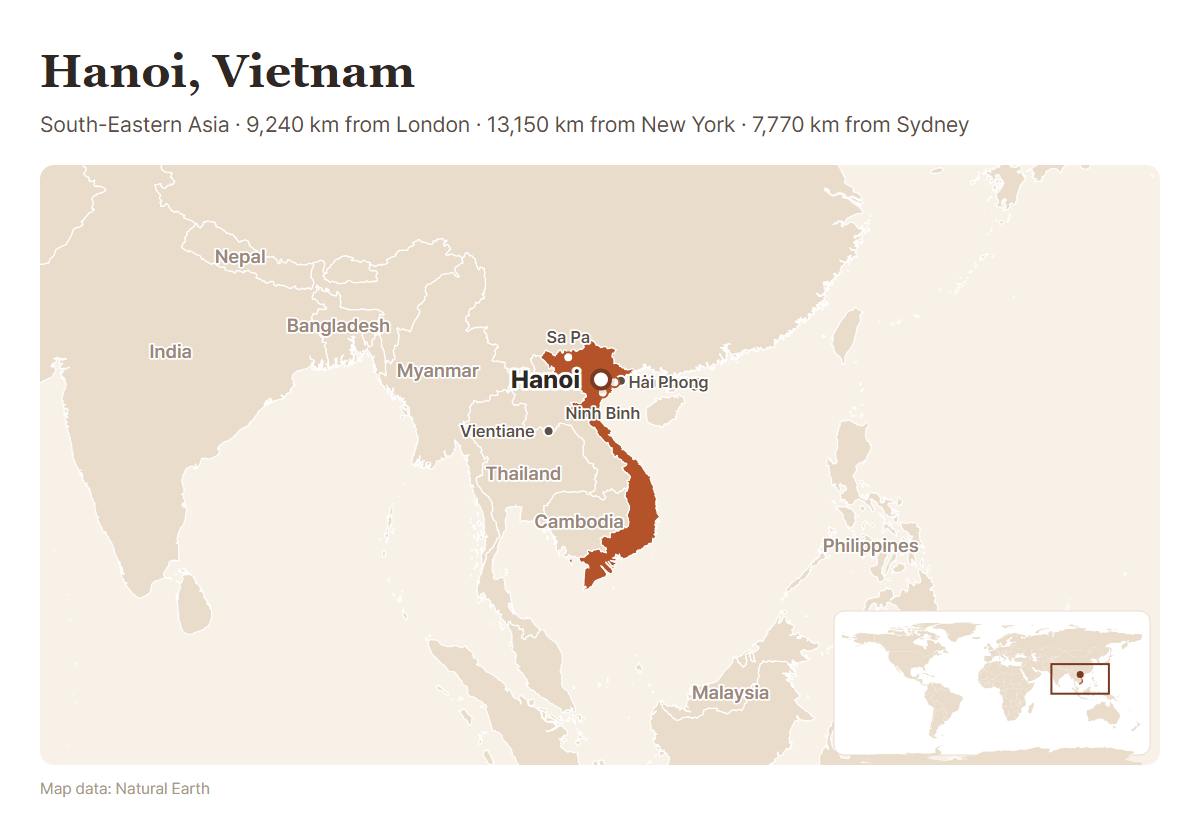 Hanoi, Vietnam
South-Eastern Asia · 9,240 km from London · 13,150 km from New York · 7,770 km from Sydney
Nepal
Bangladesh
India
Sa Pa
Myanmar
Hanoi
Hải Phong
Ninh Binh
Vientiane
Thailand
Cambodia
Philippines
Malaysia
Map data: Natural Earth